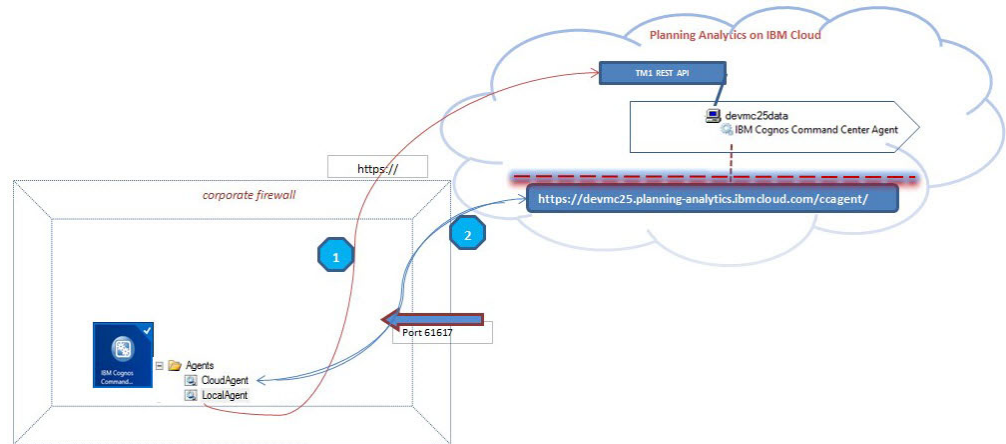 Planning Analytics on IBM Cloud
TM1 REST API
devmc25data
IBM Cognos Command Center Agent
https://
https://devmc25.planning-analytics.ibmcloud.com/ccagent/
corporate firewall
2
1
Port 61617
IBM Cognos
Command...
Agents
CloudAgent
LocalAgent